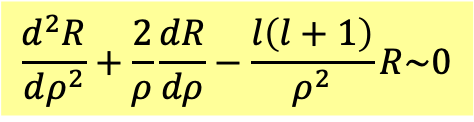 d²R/dρ² + 2/ρ dR/dρ − l(l + 1)/ρ² R~0